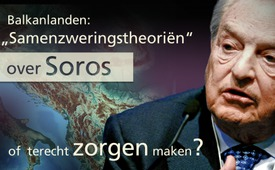 Balkanlanden:
„Samenzweringstheoriën“
over Soros
of terecht zorgen maken?